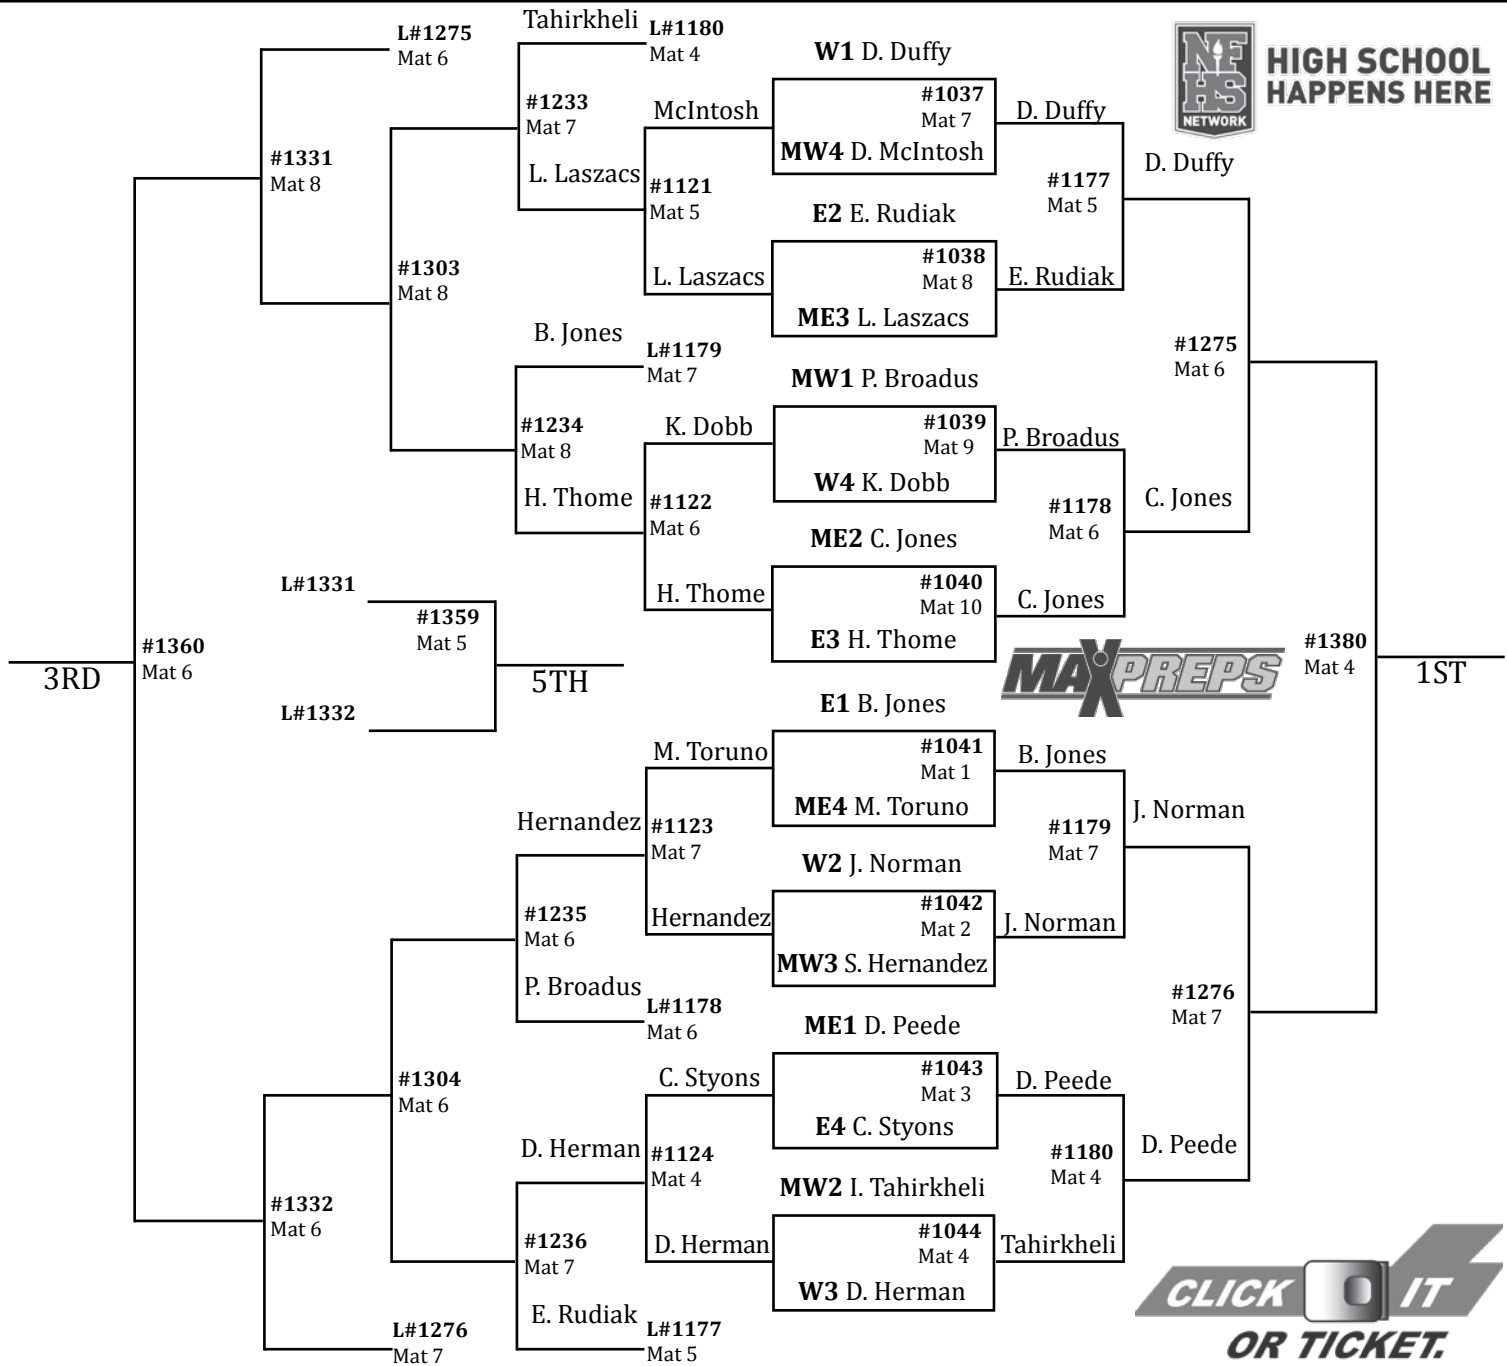 Tahirkheli L#1180
L#1275
Mat 6
Mat 4
W1 D. Duffy
HIGH SCHOOL
HAPPENS HERE
NFHS
NETWORK
#1233
Mat 7
McIntosh
#1037
Mat 7
D. Duffy
MW4 D. McIntosh
D. Duffy
#1331
Mat 8
L. Laszacs
#1121
Mat 5
#1177
Mat 5
E2 E. Rudiak
#1303
Mat 8
L. Laszacs
#1038
Mat 8
E. Rudiak
ME3 L. Laszacs
B. Jones
L#1179
Mat 7
#1275
Mat 6
MW1 P. Broadus
#1234
Mat 8
K. Dobb
#1039
Mat 9
P. Broadus
W4 K. Dobb
H. Thome
#1122
Mat 6
#1178
Mat 6
C. Jones
ME2 C. Jones
L#1331
H. Thome
#1040
Mat 10
C. Jones
#1359
Mat 5
E3 H. Thome
#1360
Mat 6
3RD
5TH
MAXPREPS
#1380
Mat 4
1ST
L#1332
E1 B. Jones
M. Toruno
#1041
Mat 1
B. Jones
ME4 M. Toruno
Hernandez
#1123
Mat 7
#1179
Mat 7
J. Norman
W2 J. Norman
#1235
Mat 6
Hernandez
#1042
Mat 2
J. Norman
MW3 S. Hernandez
P. Broadus
L#1178
Mat 6
#1276
Mat 7
ME1 D. Peede
#1304
Mat 6
C. Styons
#1043
Mat 3
D. Peede
E4 C. Styons
D. Herman
#1124
Mat 4
#1180
Mat 4
D. Peede
MW2 I. Tahirkheli
#1332
Mat 6
#1236
Mat 7
D. Herman
#1044
Mat 4
Tahirkheli
W3 D. Herman
E. Rudiak
L#1177
Mat 5
L#1276
Mat 7
CLICK IT
OR TICKET.